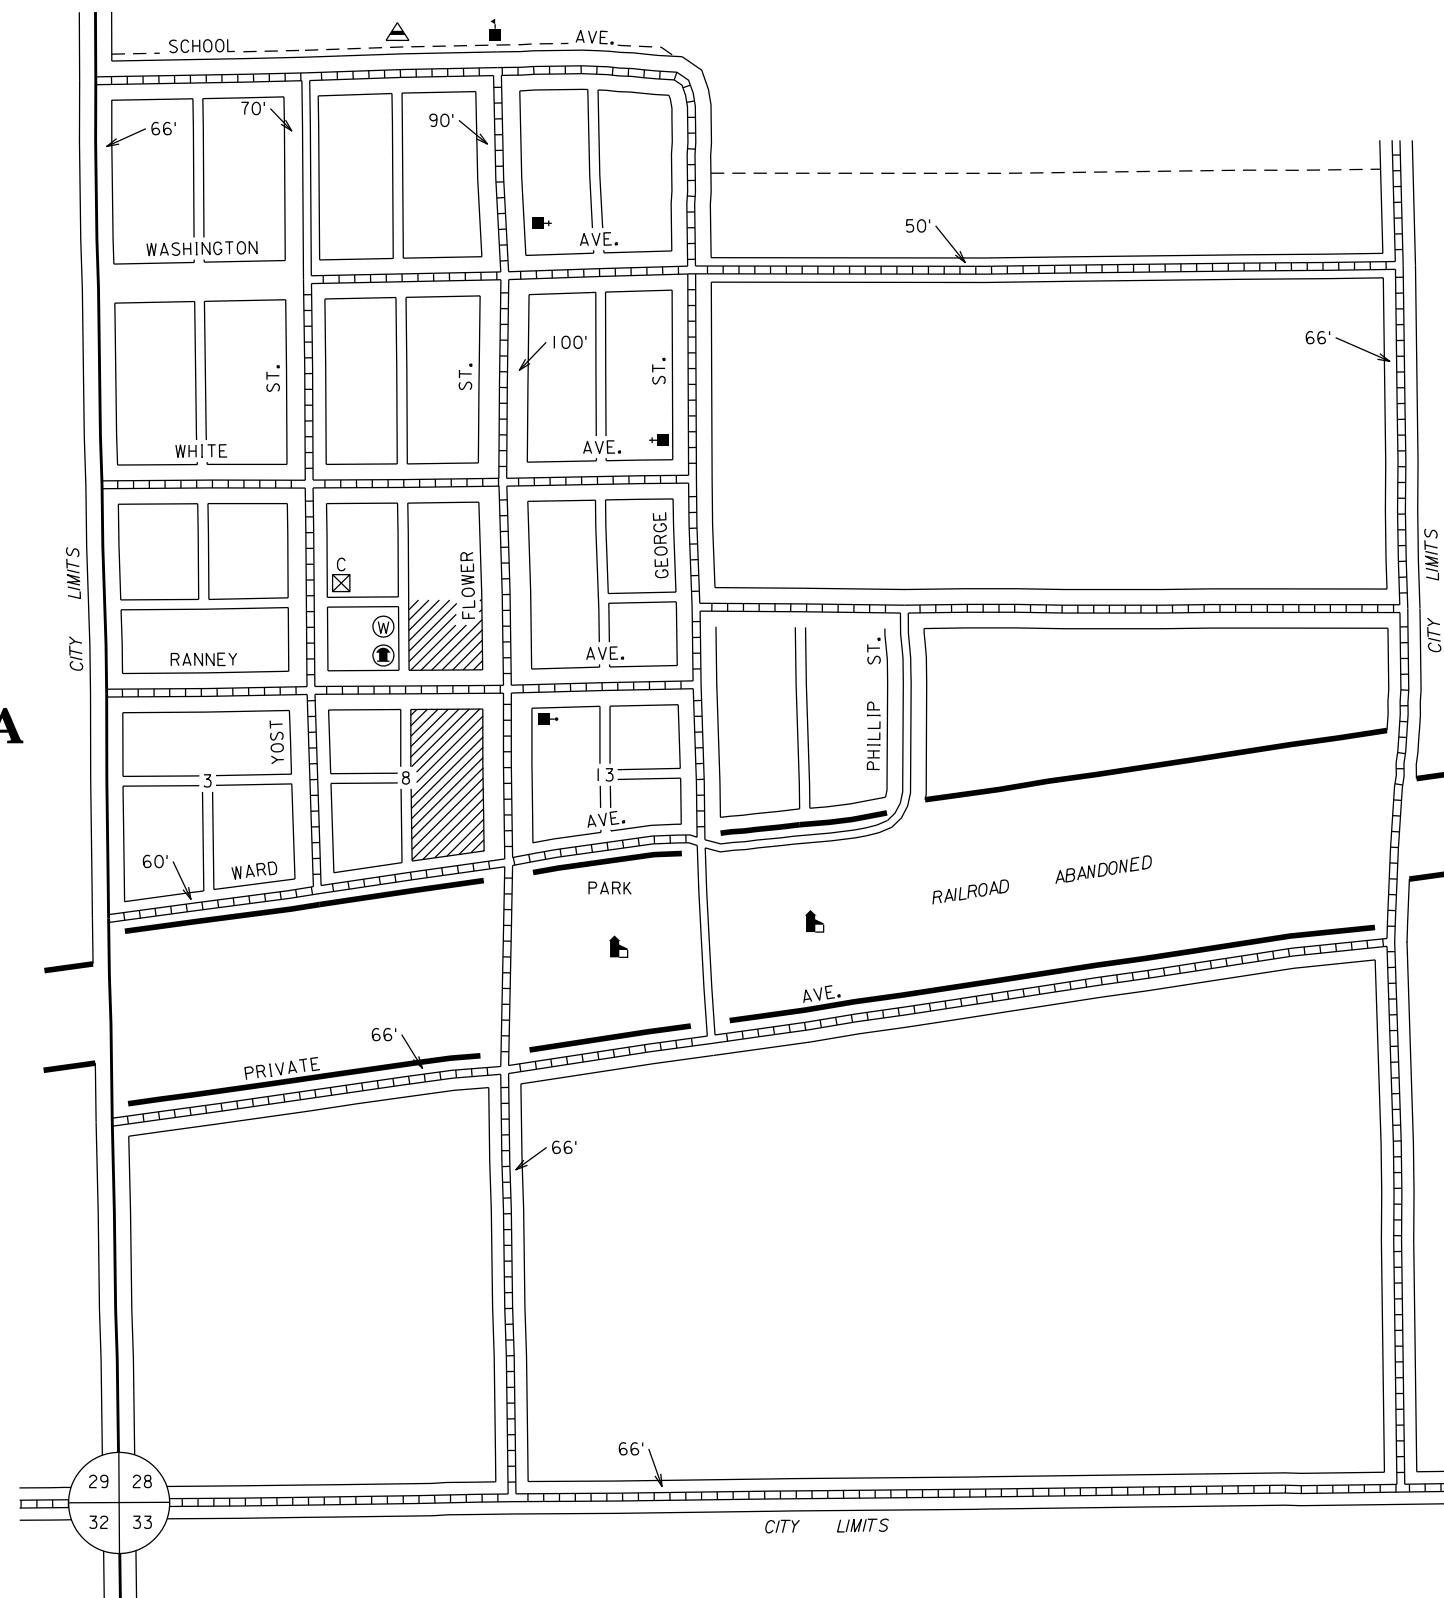 SCHOOL AVE.
66'
70'
90'
WASHINGTON AVE.
50'
ST.
ST.
100'
ST.
66'
WHITE AVE.
CITY LIMITS
C
FLOWER
GEORGE
CITY LIMITS
W
RANNEY AVE.
PHILLIP ST.
A
YOST
3
8
13
AVE.
60'
WARD
PARK
RAILROAD ABANDONED
AVE.
66'
PRIVATE
66'
66'
29 28
32 33
CITY LIMITS